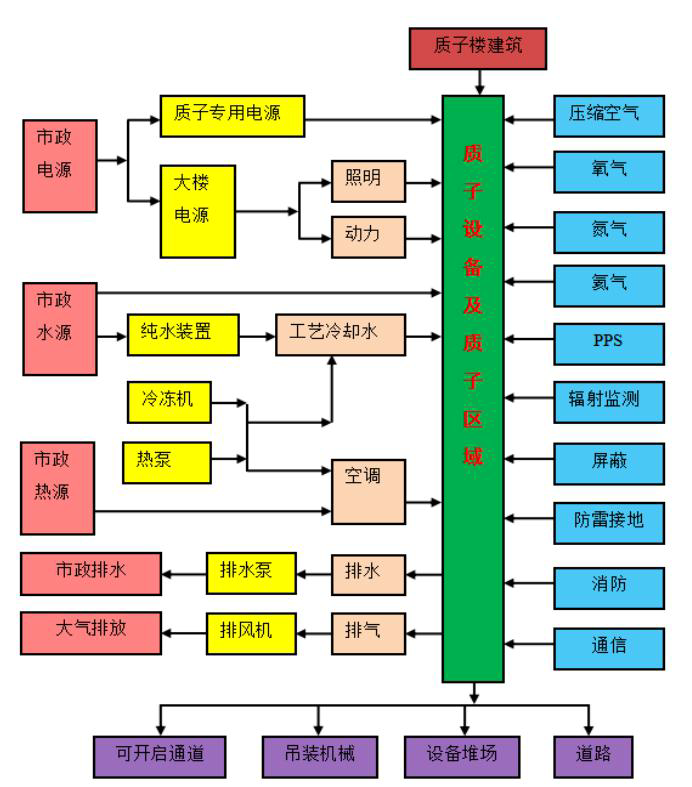 质子楼建筑
质子专用电源
压缩空气
市政
电源
大楼
电源
照明
动力
氧气
氮气
质子设备及质子区域
市政
水源
氦气
纯水装置
工艺冷却水
PPS
冷冻机
辐射监测
热泵
市政
热源
空调
屏蔽
防雷接地
市政排水
排水泵
排水
消防
大气排放
排风机
排气
通信
可开启通道
吊装机械
设备堆场
道路